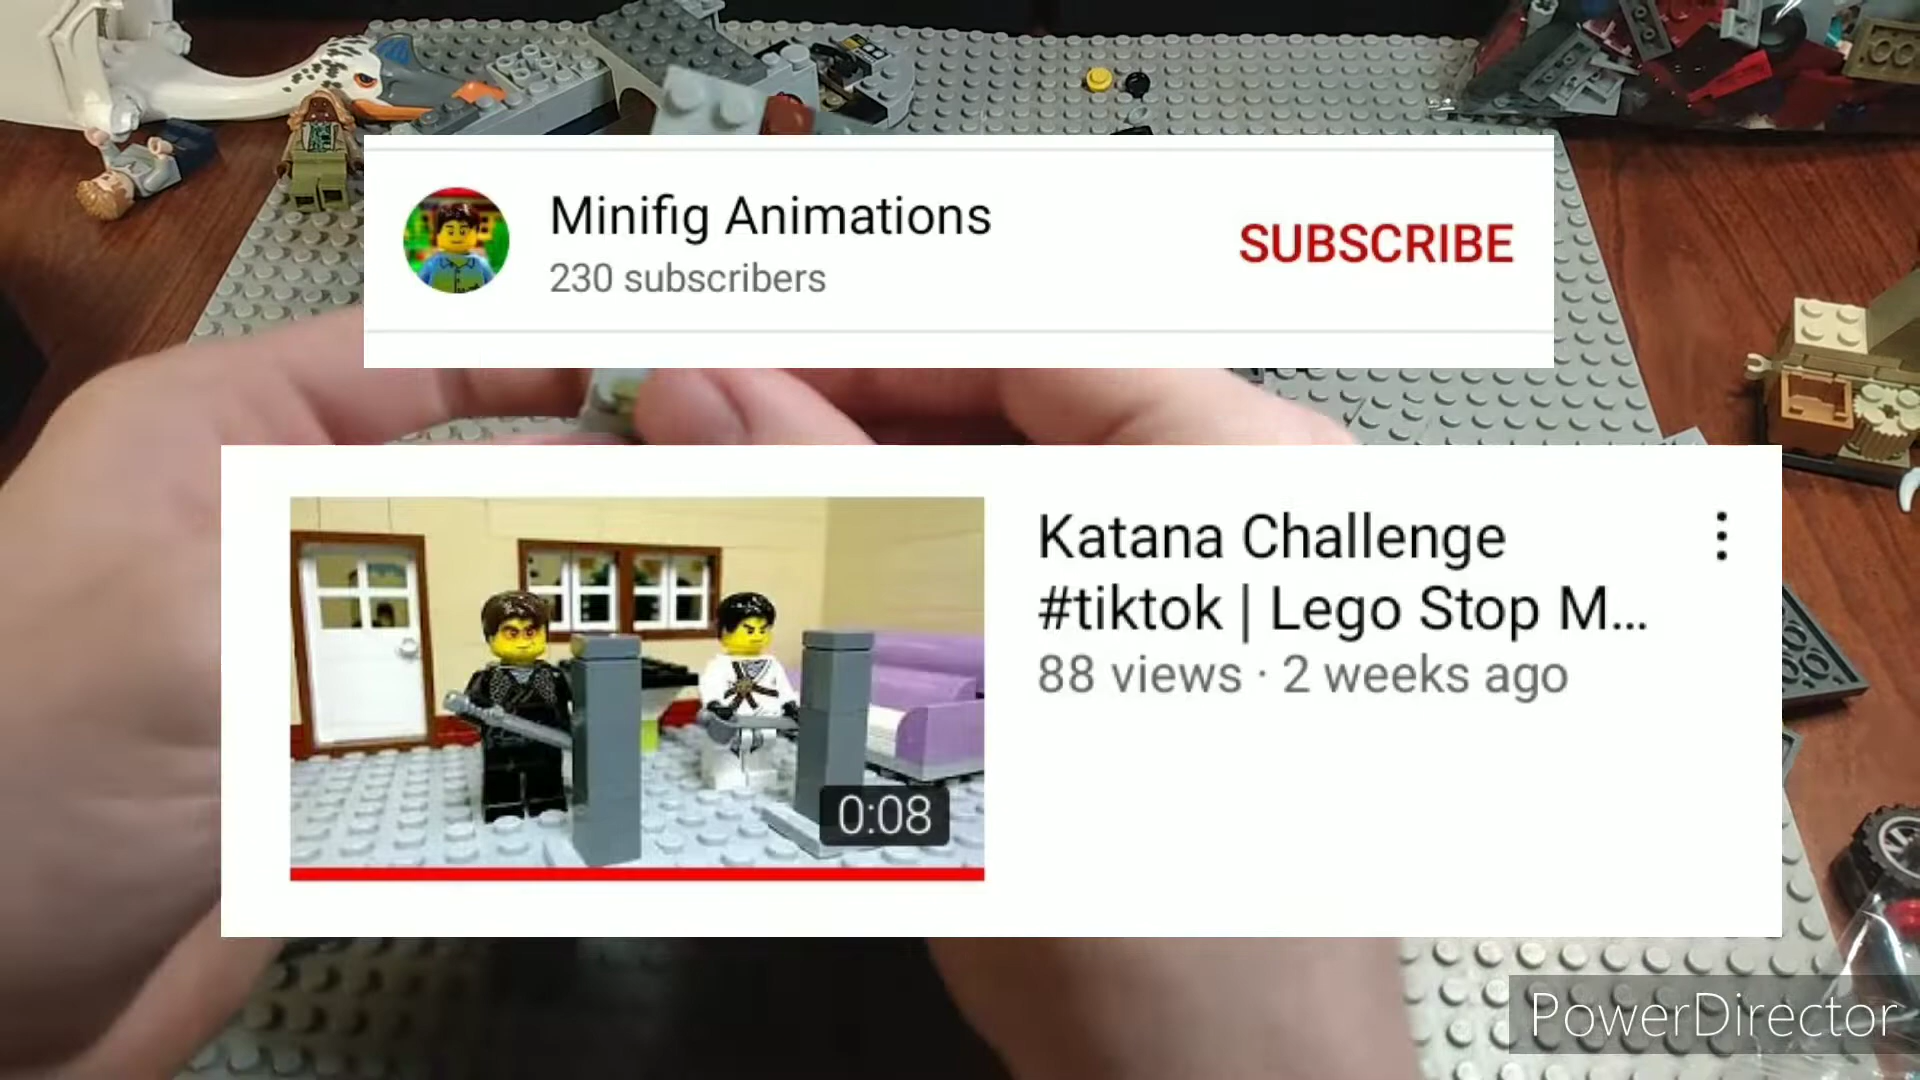 Minifig Animations
230 subscribers
SUBSCRIBE
Katana Challenge
#tiktok | Lego Stop M...
88 views · 2 weeks ago
0:08
PowerDirector